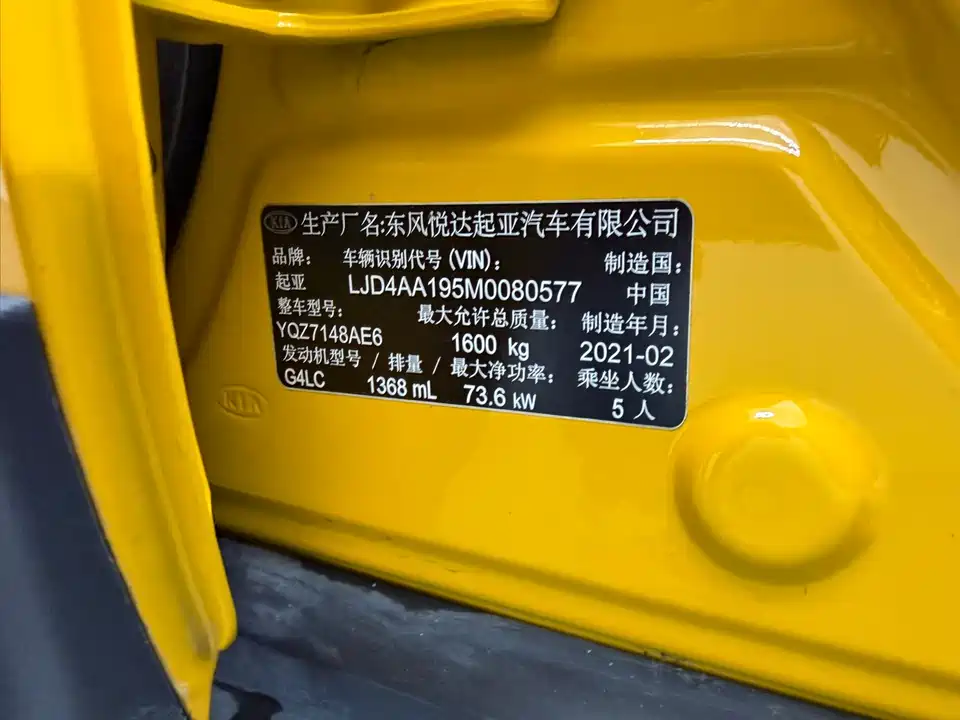 KIA 生产厂名:东风悦达起亚汽车有限公司
品牌: 车辆识别代号(VIN): 制造国:
起亚 LJD4AA195M0080577 中国
整车型号: 最大允许总质量: 制造年月:
YQZ7148AE6 1600 kg 2021-02
发动机型号 / 排量 / 最大净功率: 乘坐人数:
G4LC 1368 mL 73.6 kW 5 人
KIA